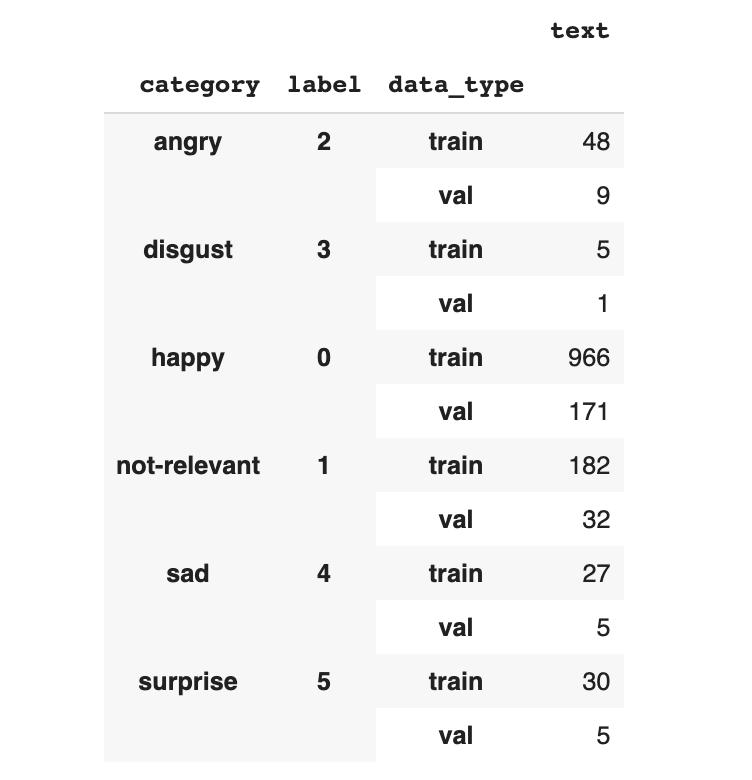 text
category label data_type
angry 2 train 48
val 9
disgust 3 train 5
val 1
happy 0 train 966
val 171
not-relevant 1 train 182
val 32
sad 4 train 27
val 5
surprise 5 train 30
val 5